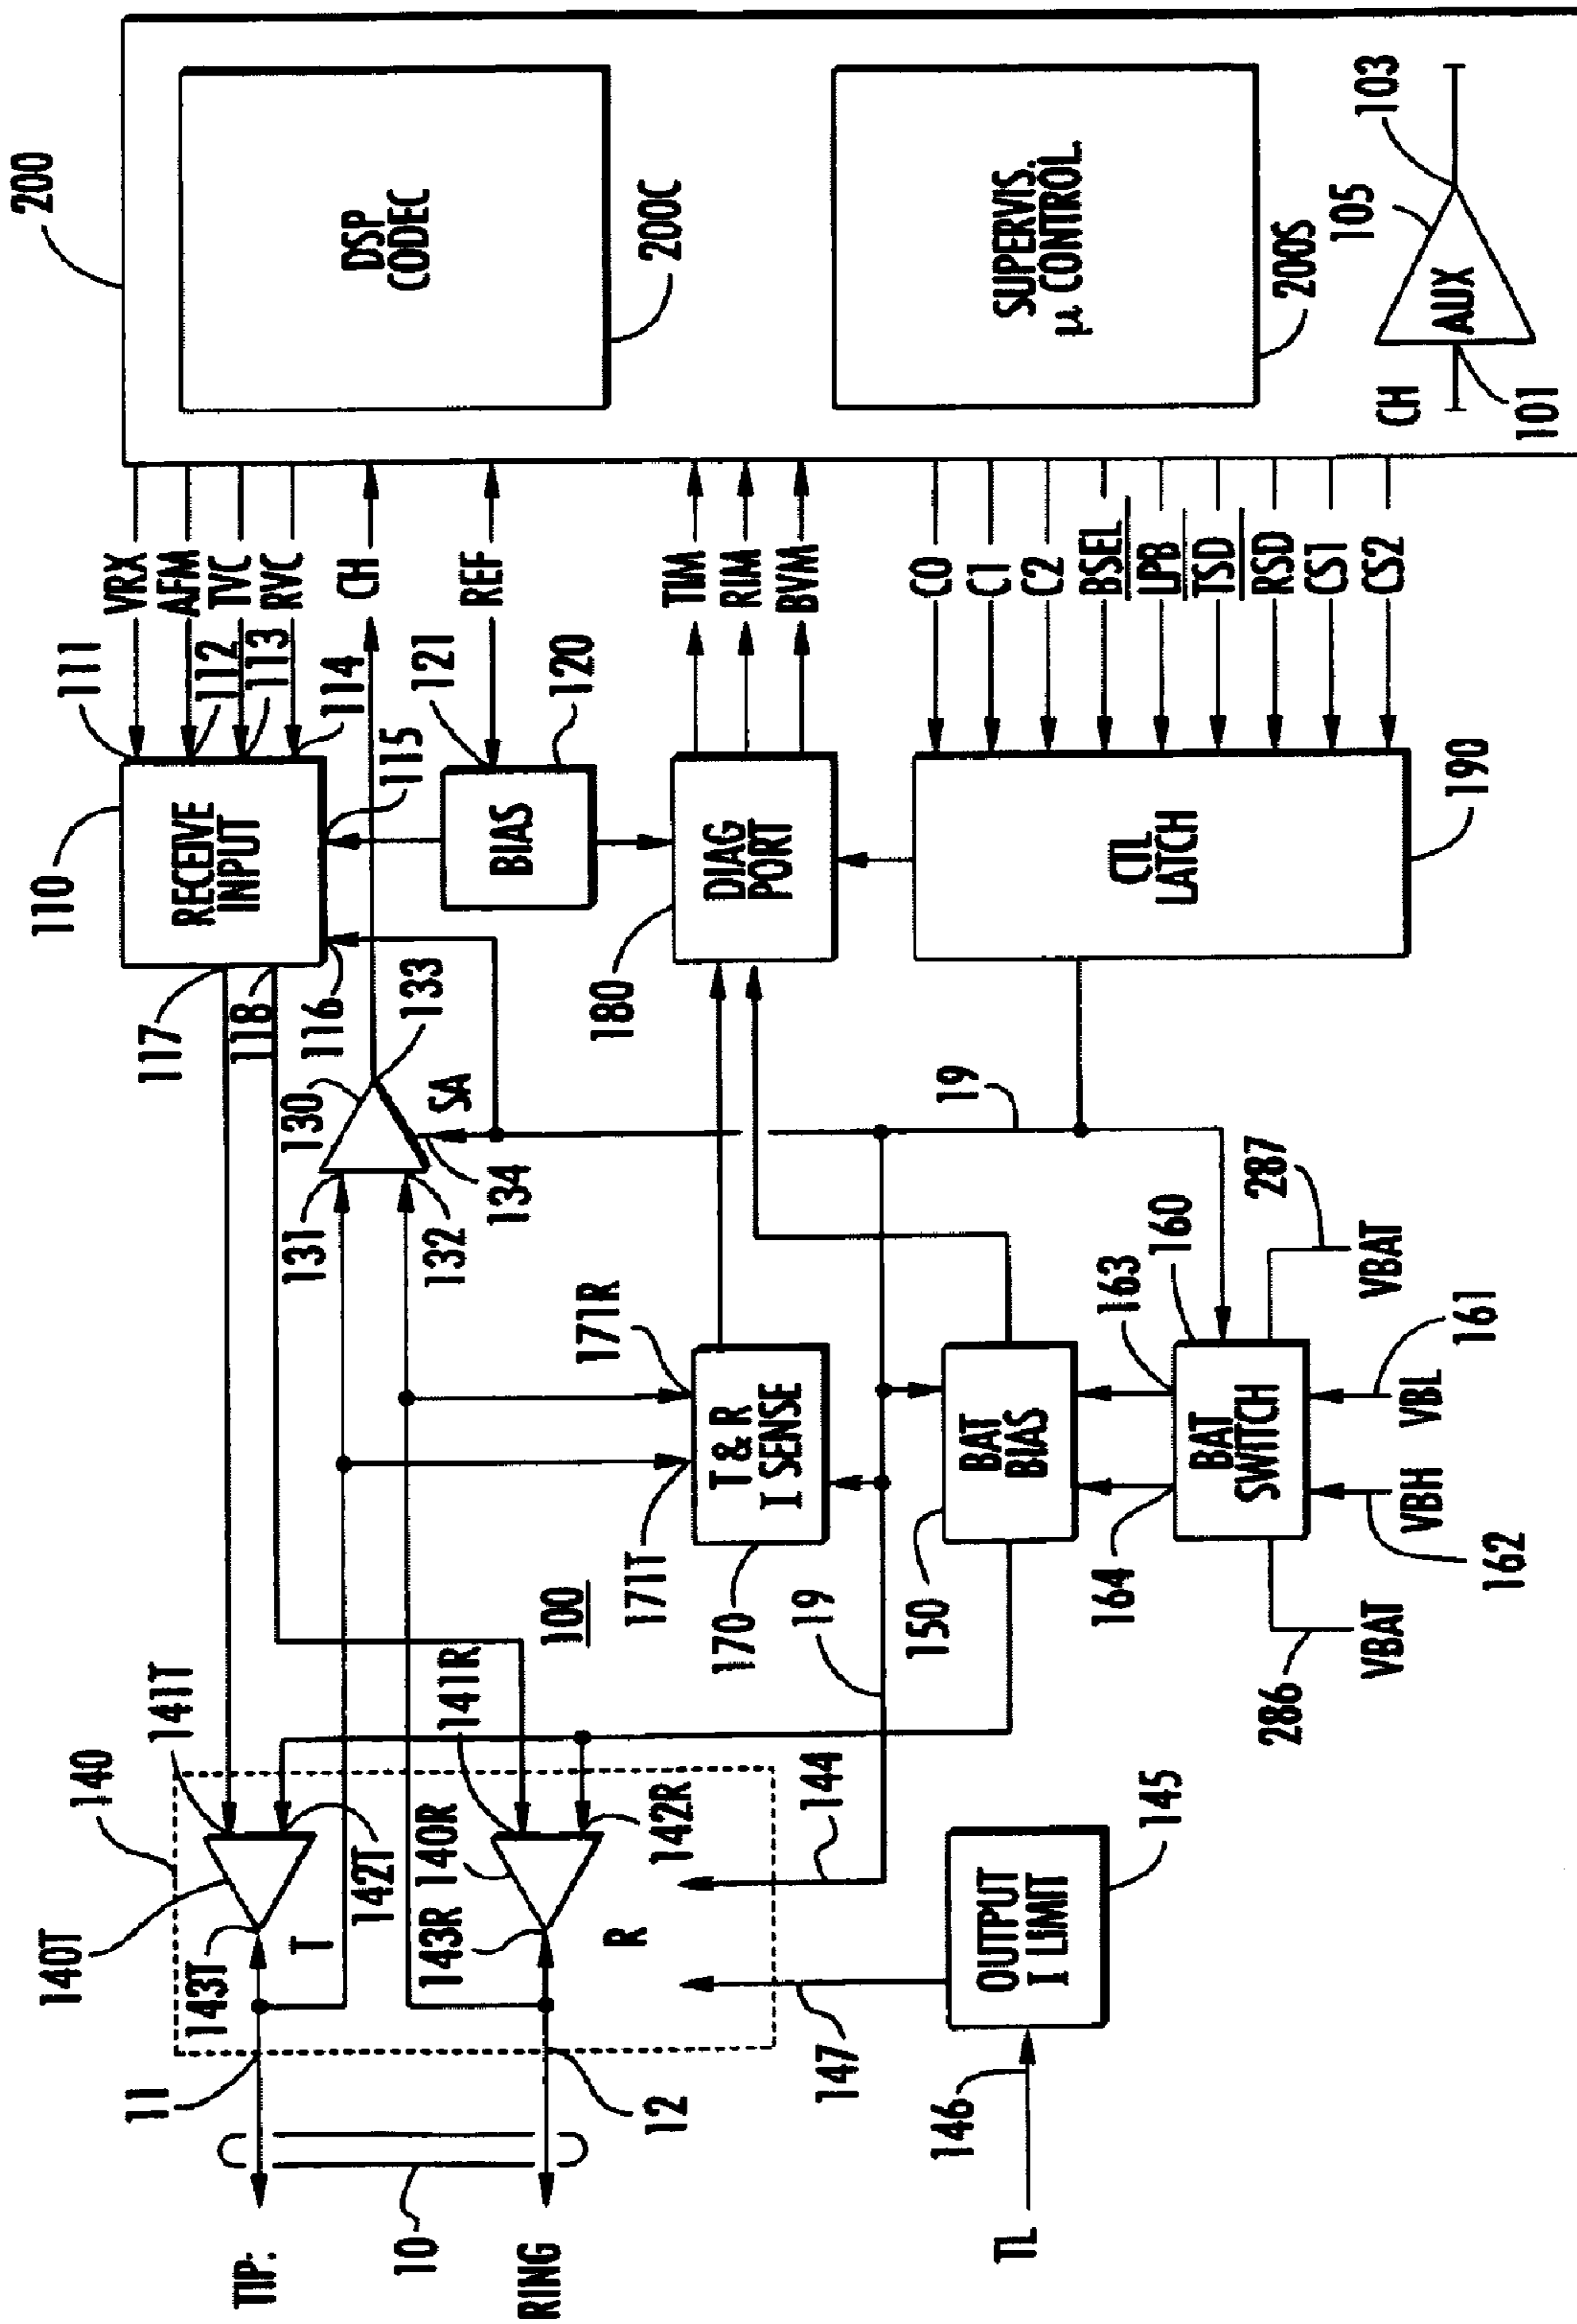 200
110
111
VRX
140
141T
117
AFM
140T
TVC
11
143T
142T
118
112
RVC
TIP:
T
RECEIVE
INPUT
113
130
116
114
CH
DSP
CODEC
131
133
115
10
143R
140R
141R
132
SA
134
121
REF
RING
12
R
142R
100
171T
171R
180
120
BIAS
200C
TIM
RIM
BVM
170
T & R
I SENSE
DIAG
PORT
147
144
19
19
150
C0
C1
C2
BSEL
LPB
TSD
RSD
CS1
CS2
146
TL
OUTPUT
I LIMIT
145
BAT
BIAS
164
163
160
CTL
LATCH
190
SUPERVIS.
μ CONTROL
200S
BAT
SWITCH
286
VBAT
287
VBAT
162
VBH
VBL
161
CH
101
AUX
105
103